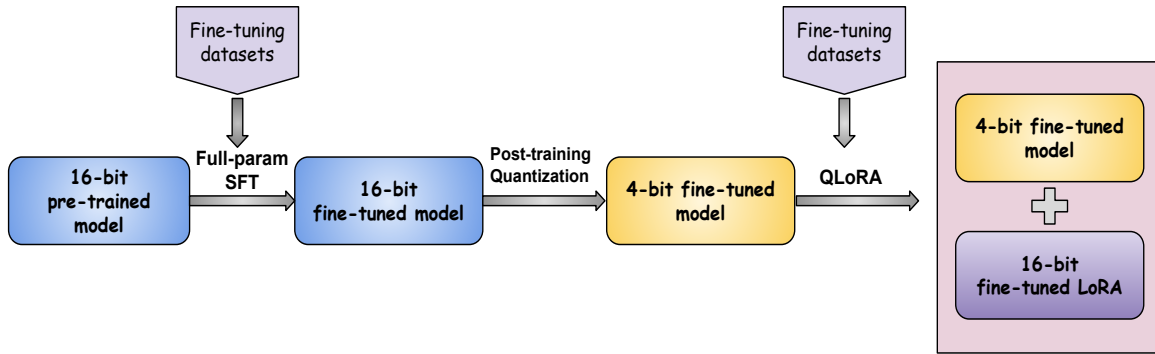 Fine-tuning
datasets
Fine-tuning
datasets
16-bit
pre-trained
model
Full-param
SFT
16-bit
fine-tuned model
Post-training
Quantization
4-bit fine-tuned
model
QLoRA
4-bit fine-tuned
model
16-bit
fine-tuned LoRA